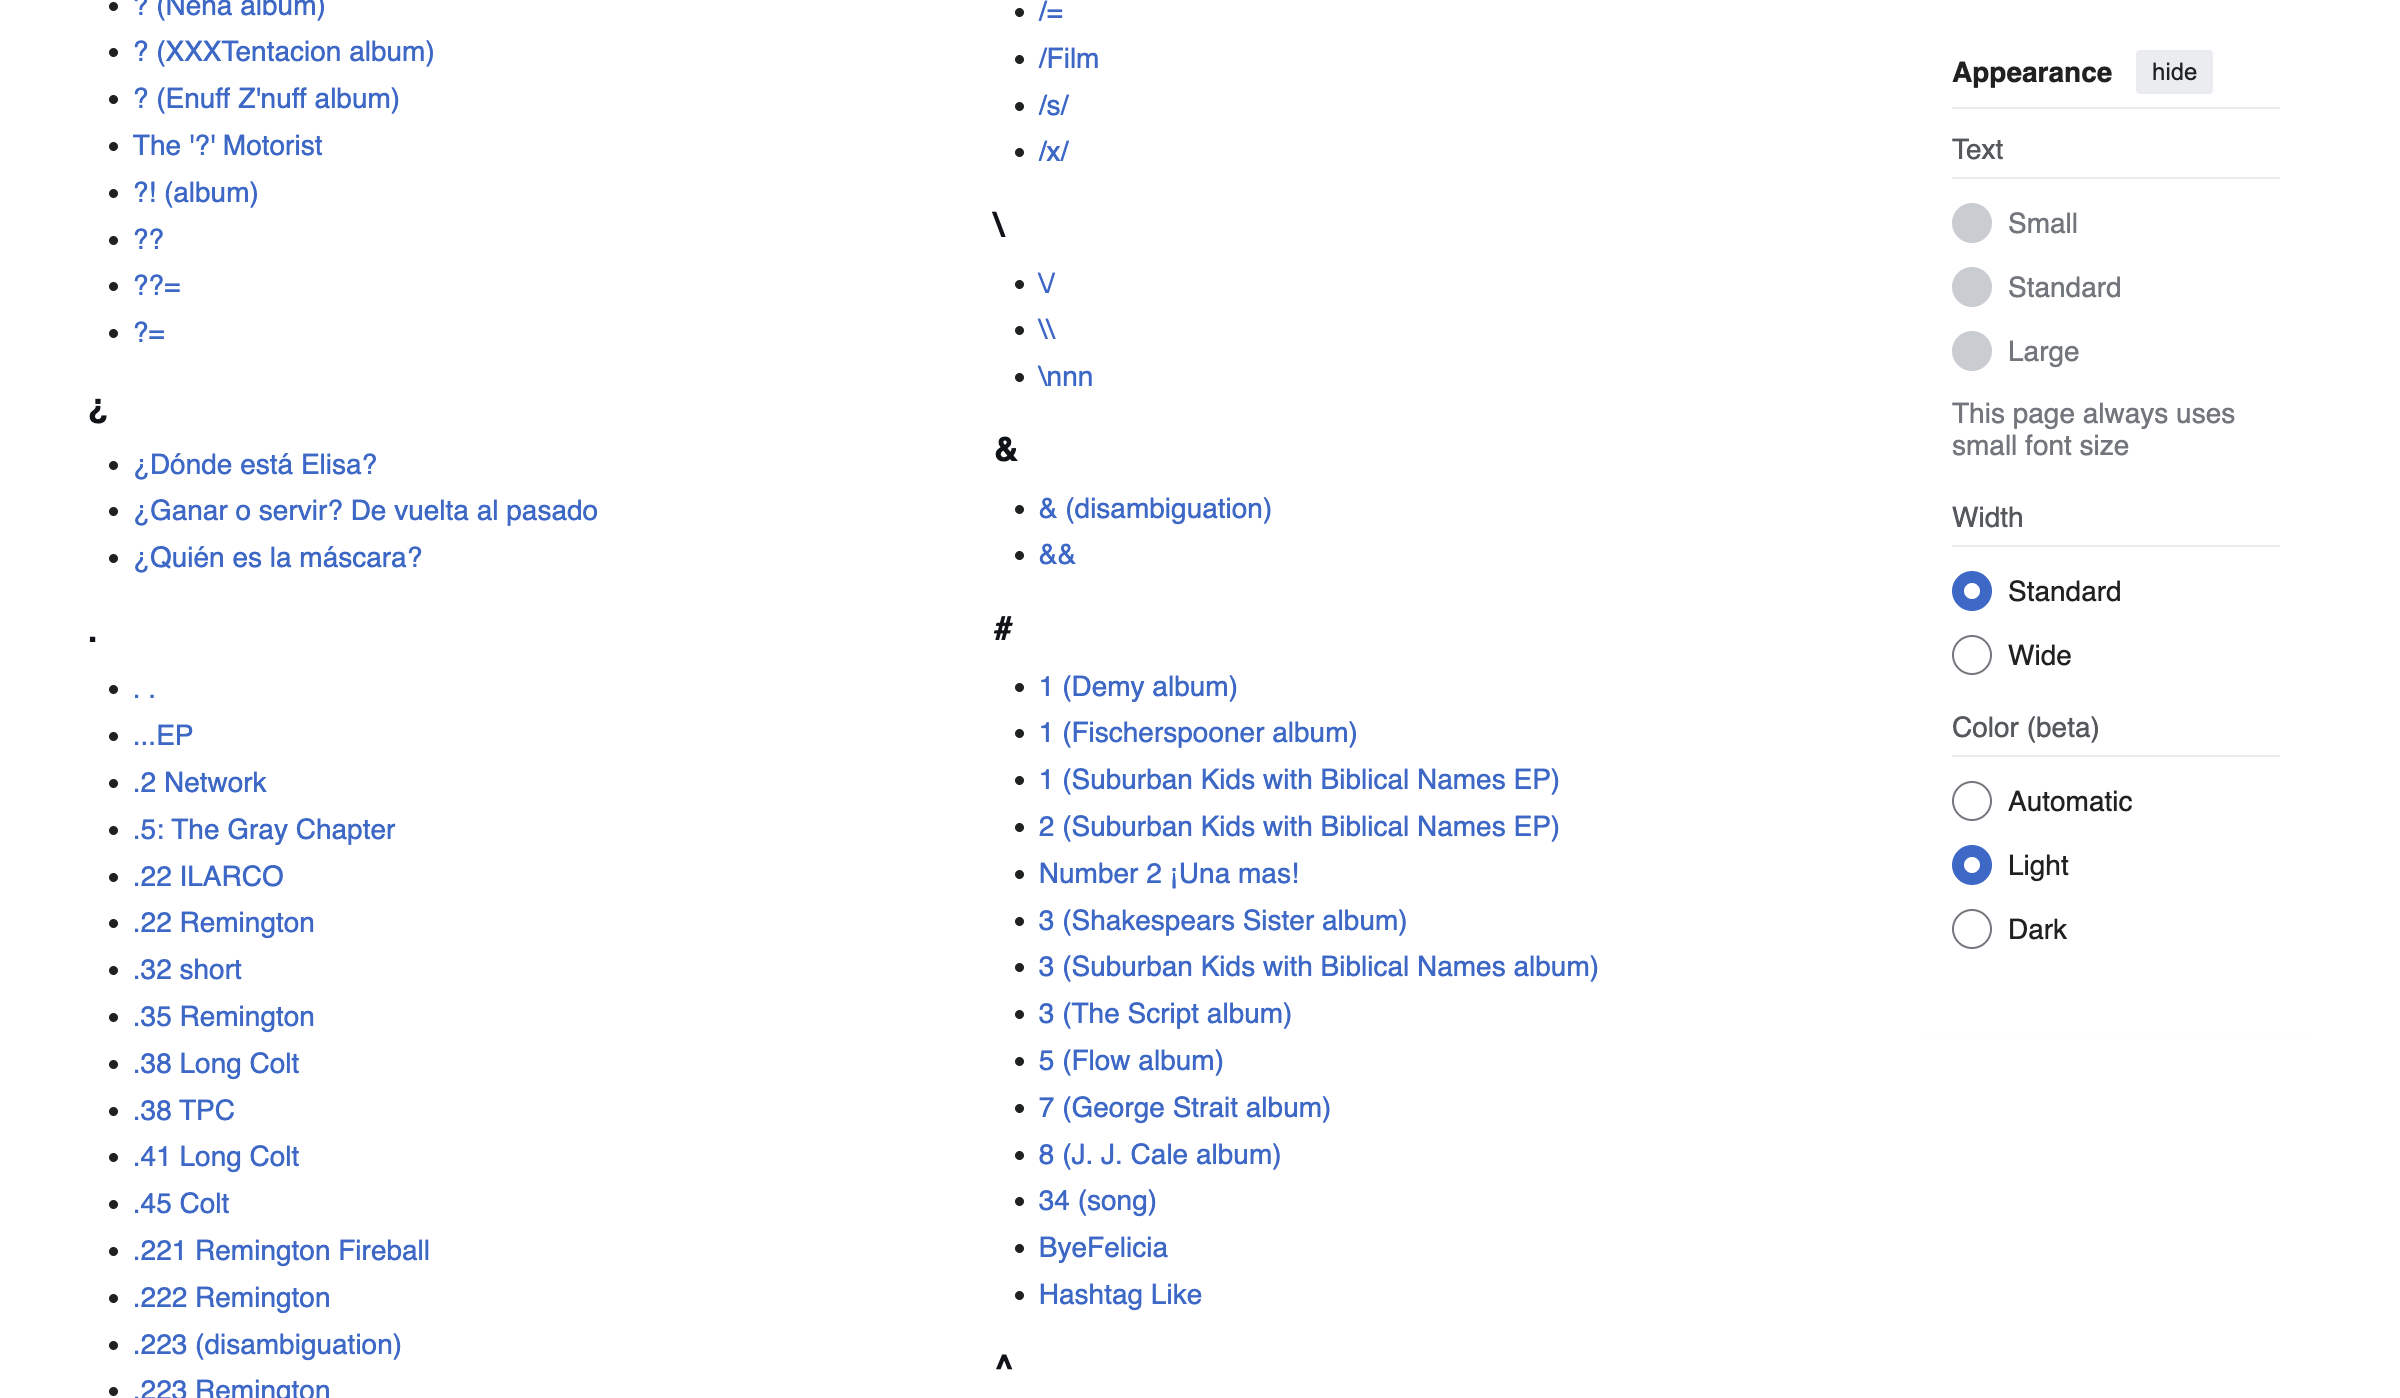 ? (Nena album)
? (XXXTentacion album)
? (Enuff Z'nuff album)
The '?' Motorist
?! (album)
??
??=
?=
¿
¿Dónde está Elisa?
¿Ganar o servir? De vuelta al pasado
¿Quién es la máscara?
.
. .
...EP
.2 Network
.5: The Gray Chapter
.22 ILARCO
.22 Remington
.32 short
.35 Remington
.38 Long Colt
.38 TPC
.41 Long Colt
.45 Colt
.221 Remington Fireball
.222 Remington
.223 (disambiguation)
.223 Remington
/=
/Film
/s/
/x/
\
\/
\\
\nnn
&
& (disambiguation)
&&
#
1 (Demy album)
1 (Fischerspooner album)
1 (Suburban Kids with Biblical Names EP)
2 (Suburban Kids with Biblical Names EP)
Number 2 ¡Una mas!
3 (Shakespears Sister album)
3 (Suburban Kids with Biblical Names album)
3 (The Script album)
5 (Flow album)
7 (George Strait album)
8 (J. J. Cale album)
34 (song)
ByeFelicia
Hashtag Like
^
Appearance hide
Text
Small
Standard
Large
This page always uses
small font size
Width
Standard
Wide
Color (beta)
Automatic
Light
Dark